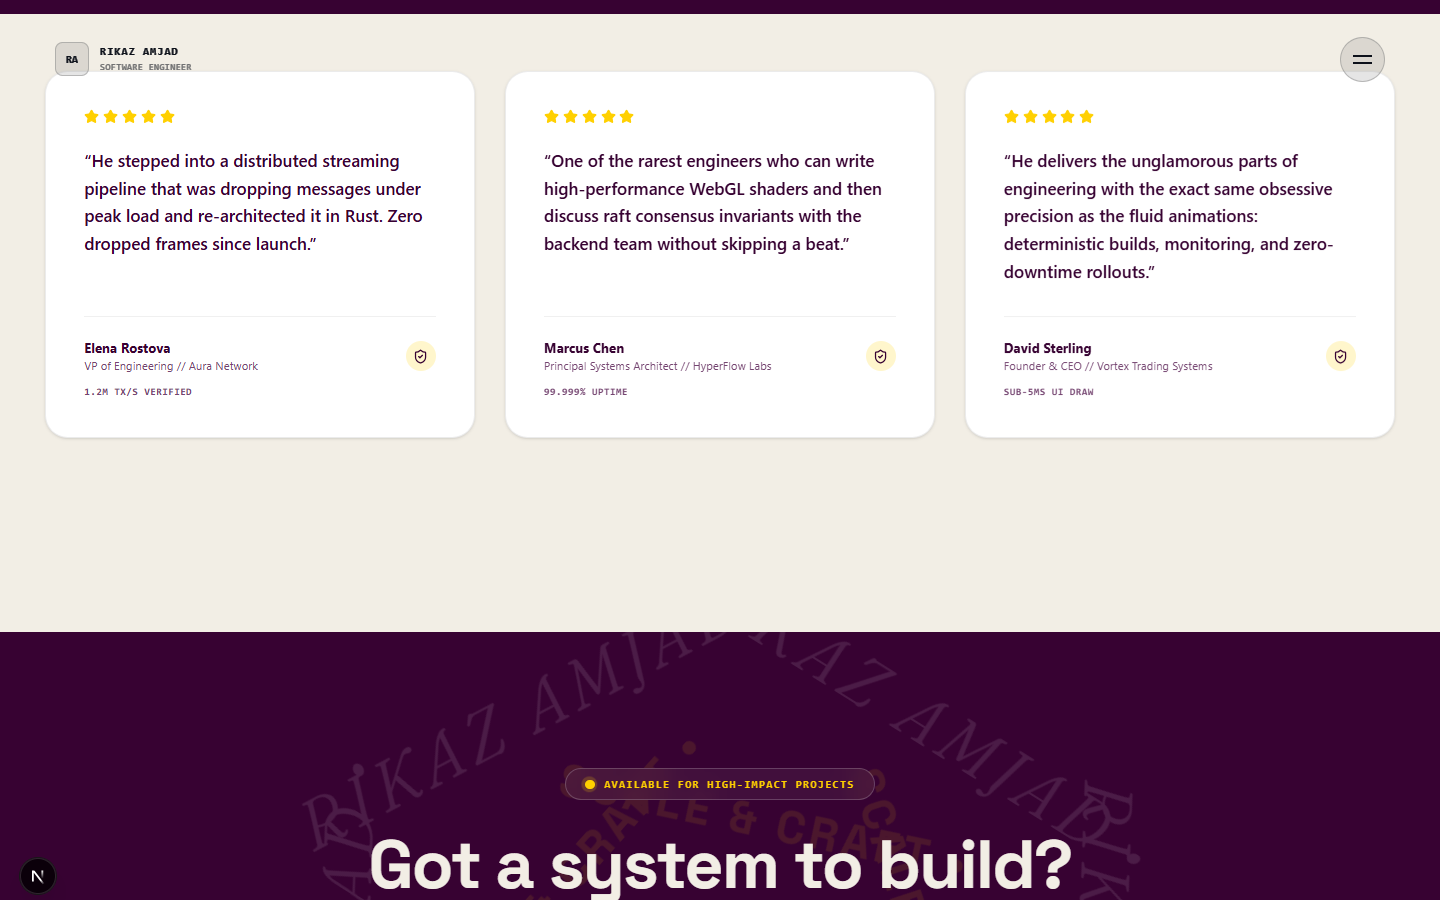 RA
RIKAZ AMJAD
SOFTWARE ENGINEER
“He stepped into a distributed streaming
pipeline that was dropping messages under
peak load and re-architected it in Rust. Zero
dropped frames since launch.”
Elena Rostova
VP of Engineering // Aura Network
1.2M TX/S VERIFIED
“One of the rarest engineers who can write
high-performance WebGL shaders and then
discuss raft consensus invariants with the
backend team without skipping a beat.”
Marcus Chen
Principal Systems Architect // HyperFlow Labs
99.999% UPTIME
“He delivers the unglamorous parts of
engineering with the exact same obsessive
precision as the fluid animations:
deterministic builds, monitoring, and zero-
downtime rollouts.”
David Sterling
Founder & CEO // Vortex Trading Systems
SUB-5MS UI DRAW
RIKAZ AMJAD
AVAILABLE FOR HIGH-IMPACT PROJECTS
Got a system to build?
N